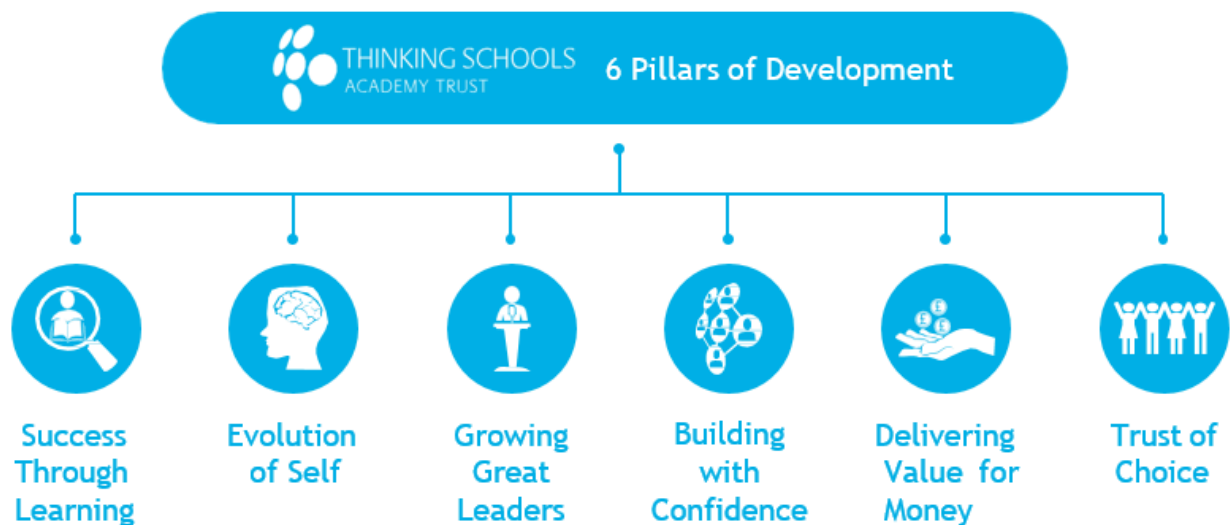 THINKING SCHOOLS
ACADEMY TRUST
6 Pillars of Development
Success
Through
Learning
Evolution
of Self
Growing
Great
Leaders
Building
with
Confidence
£
£
£
Delivering
Value for
Money
Trust of
Choice